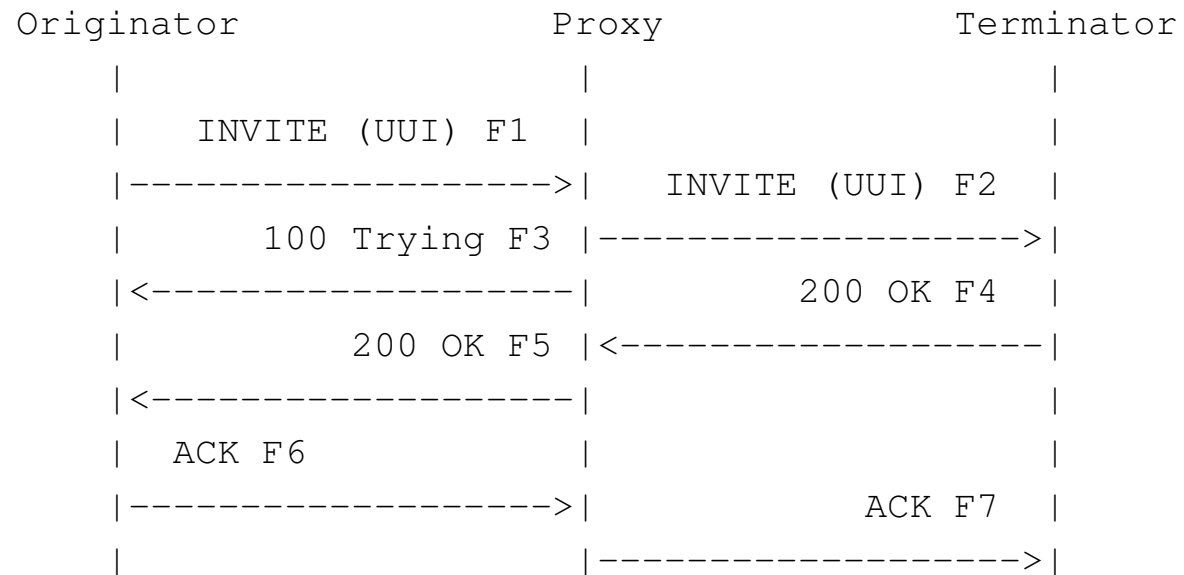 Originator Proxy Terminator
| | |
| INVITE (UUI) F1 | |
|------------------->| INVITE (UUI) F2 |
| 100 Trying F3 |------------------->|
|<-------------------| 200 OK F4 |
| 200 OK F5 |<-------------------|
|<-------------------| |
| ACK F6 | |
|------------------->| ACK F7 |
| |------------------->|